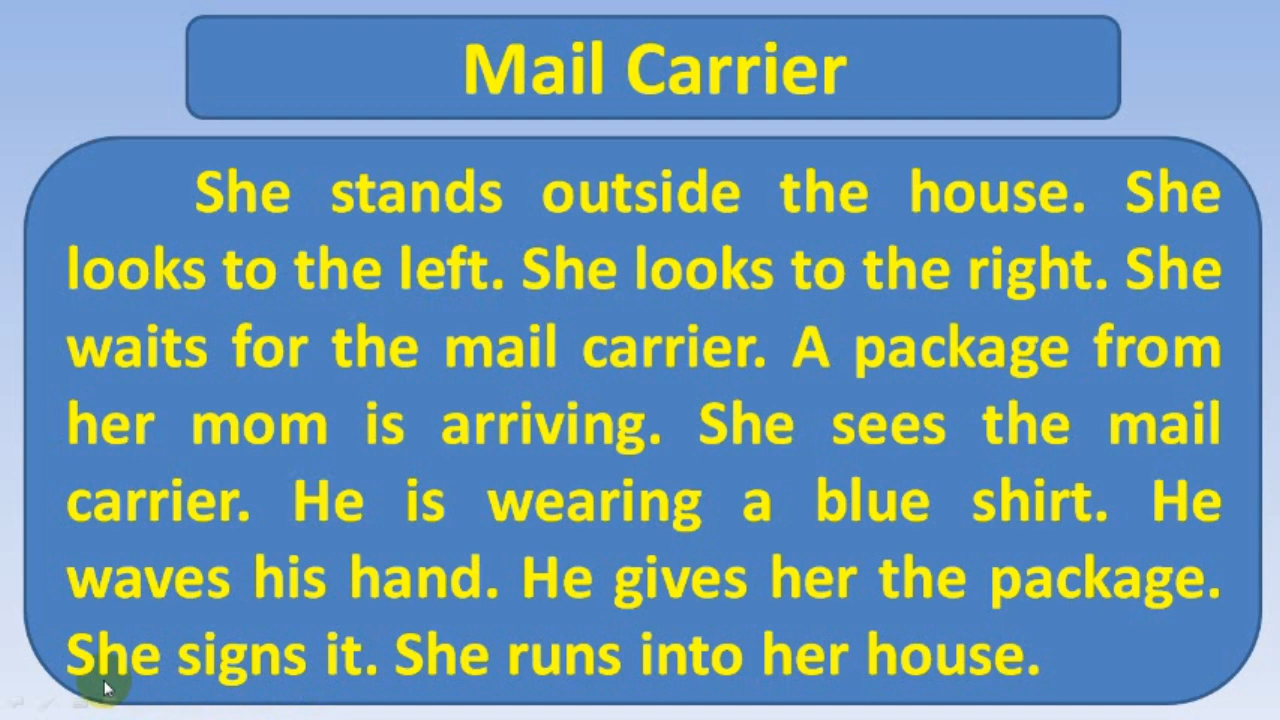 Mail Carrier
She stands outside the house. She
looks to the left. She looks to the right. She
waits for the mail carrier. A package from
her mom is arriving. She sees the mail
carrier. He is wearing a blue shirt. He
waves his hand. He gives her the package.
She signs it. She runs into her house.